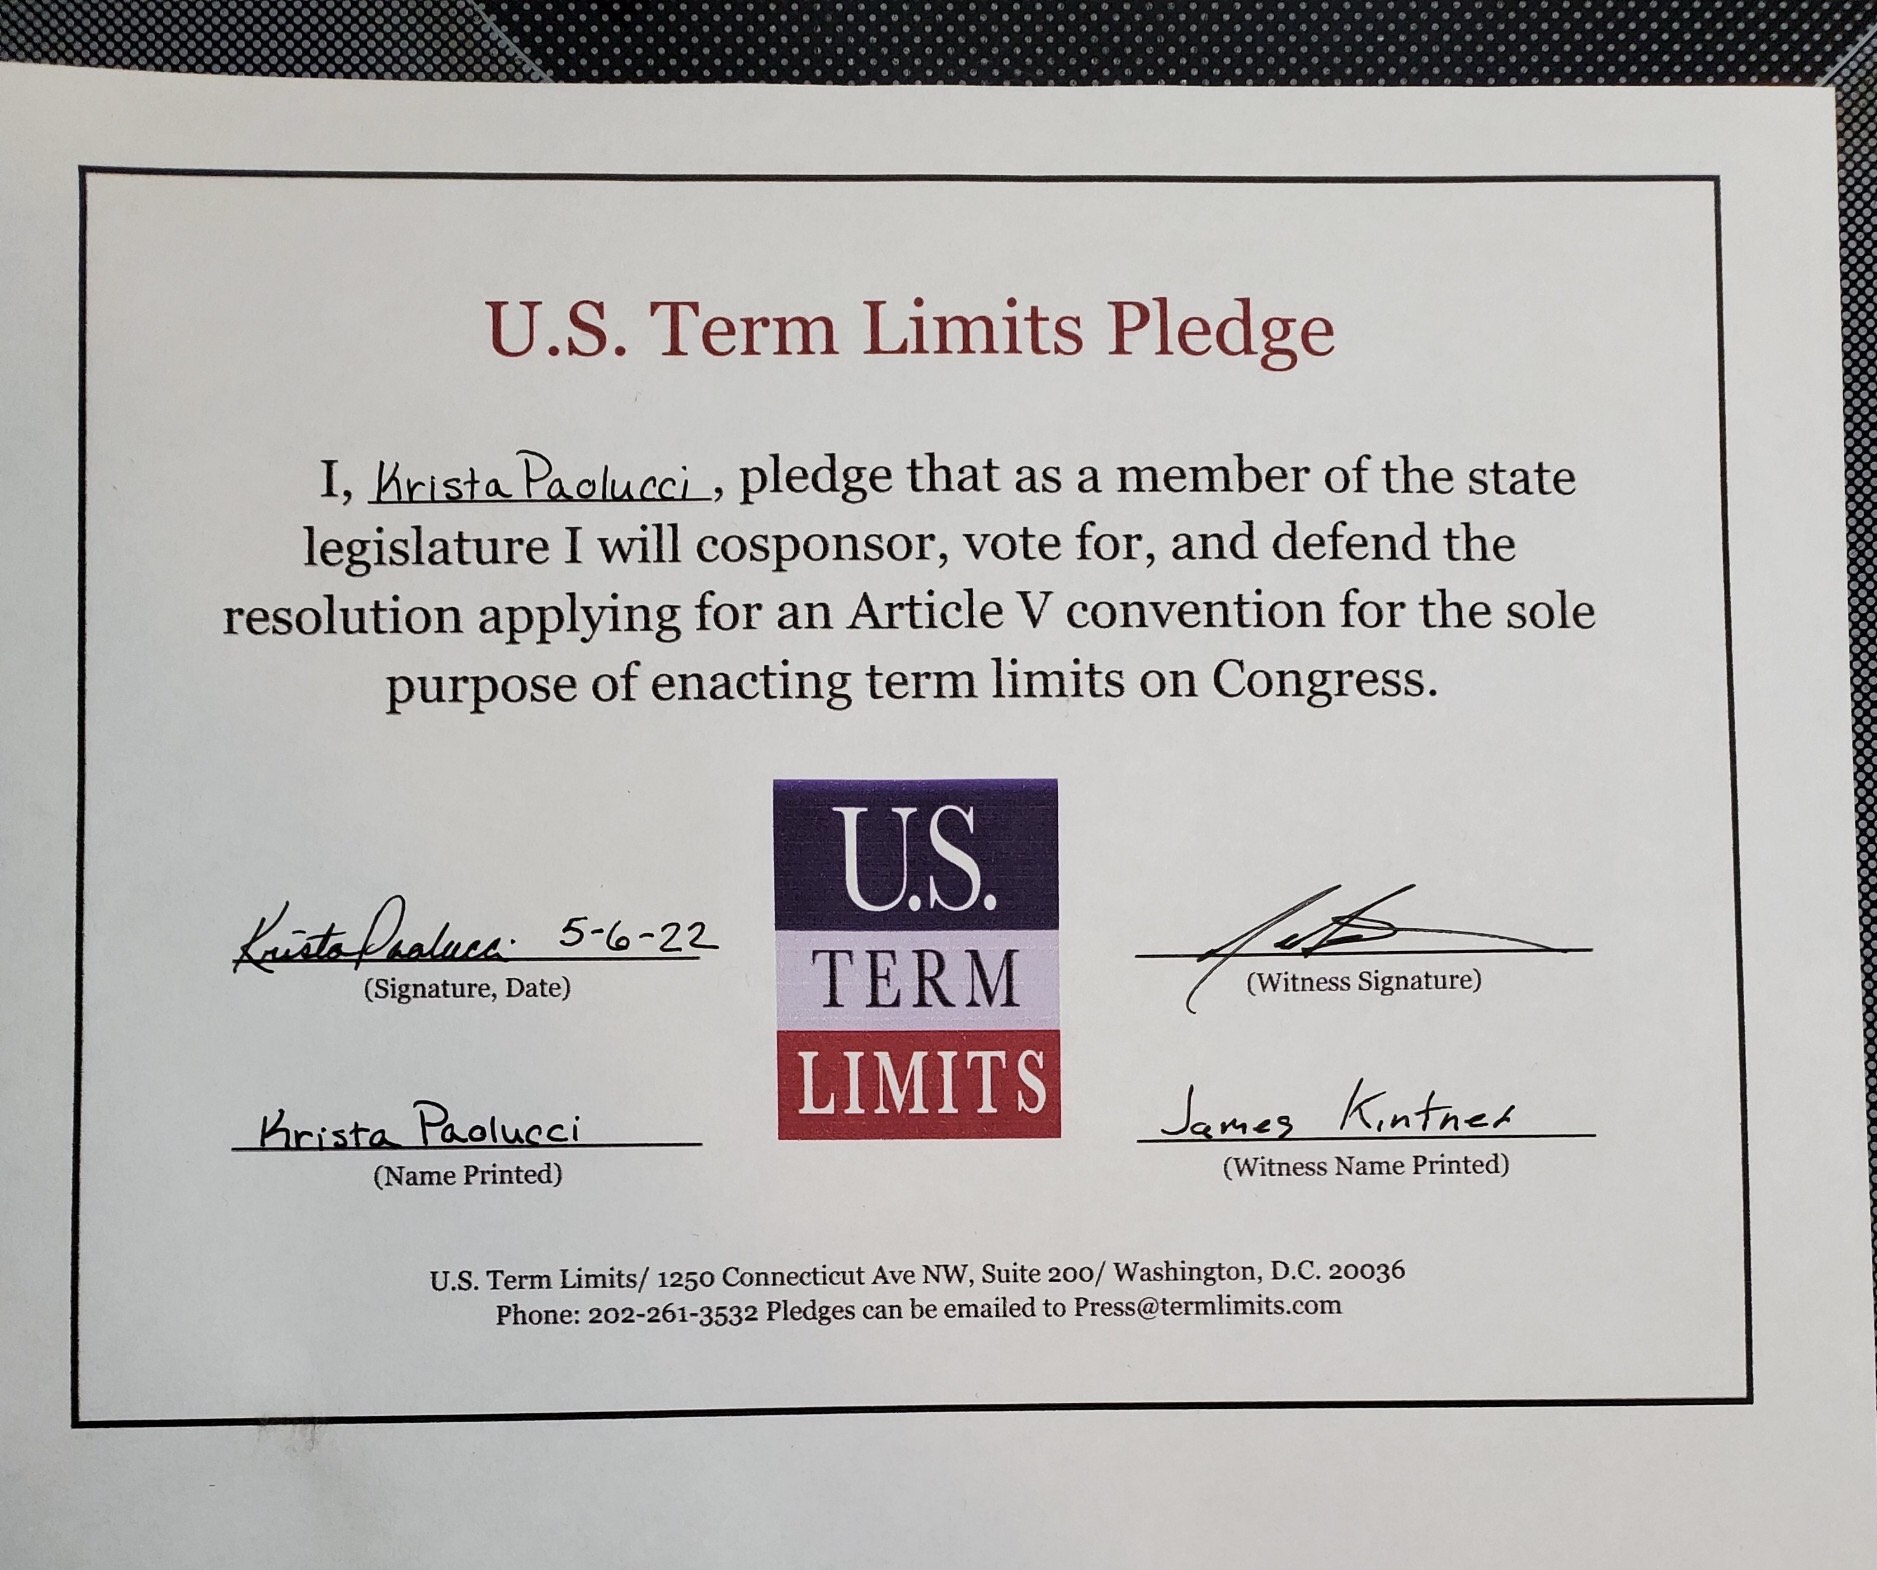 U.S. Term Limits Pledge
I, Krista Paolucci, pledge that as a member of the state
legislature I will cosponsor, vote for, and defend the
resolution applying for an Article V convention for the sole
purpose of enacting term limits on Congress.
U.S.
TERM
LIMITS
Krista Paolucci 5-6-22
(Signature, Date)
(Witness Signature)
Krista Paolucci
(Name Printed)
James Kintner
(Witness Name Printed)
U.S. Term Limits/ 1250 Connecticut Ave NW, Suite 200/ Washington, D.C. 20036
Phone: 202-261-3532 Pledges can be emailed to Press@termlimits.com